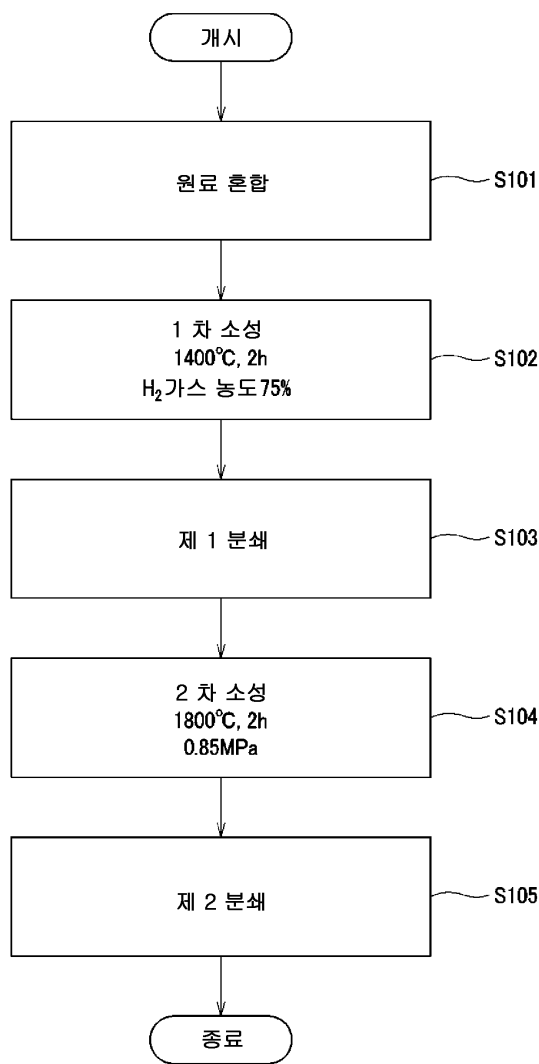 개시
원료 혼합
S101
1 차 소성
1400℃, 2h
H₂가스 농도75%
S102
제 1 분쇄
S103
2 차 소성
1800℃, 2h
0.85MPa
S104
제 2 분쇄
S105
종료